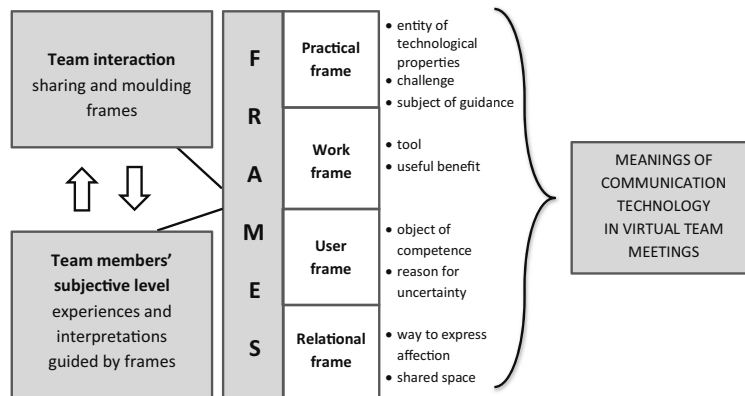 Team interaction
sharing and moulding
frames
Team members’
subjective level
experiences and
interpretations
guided by frames
F
R
A
M
E
S
Practical
frame
• entity of
technological
properties
• challenge
• subject of guidance
Work
frame
• tool
• useful benefit
User
frame
• object of
competence
• reason for
uncertainty
Relational
frame
• way to express
affection
• shared space
MEANINGS OF
COMMUNICATION
TECHNOLOGY
IN VIRTUAL TEAM
MEETINGS